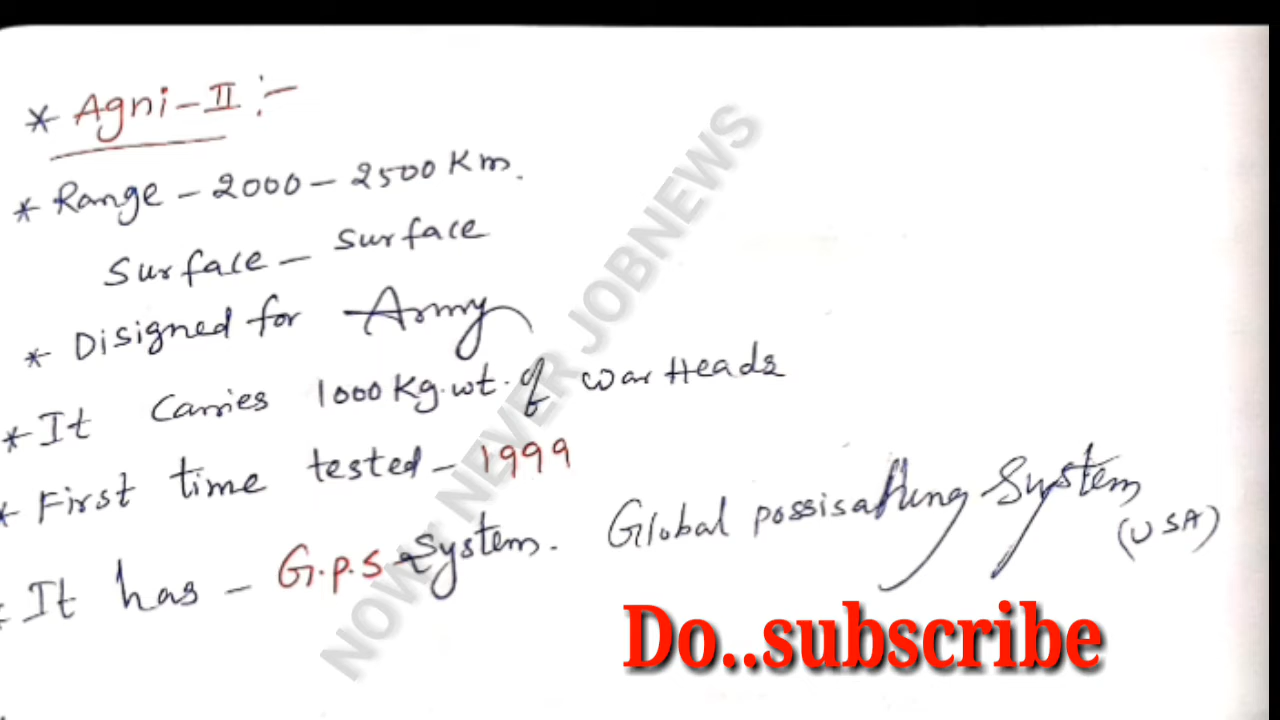 * Agni-II :-
* Range - 2000 - 2500 Km.
Surface - Surface
* Disigned for Army
* It carries 1000 Kg.wt. of war Heads
* First time tested - 1999
* It has - G.P.S System. Global possisating System
(USA)
NOW NEVER JOBNEWS
Do..subscribe